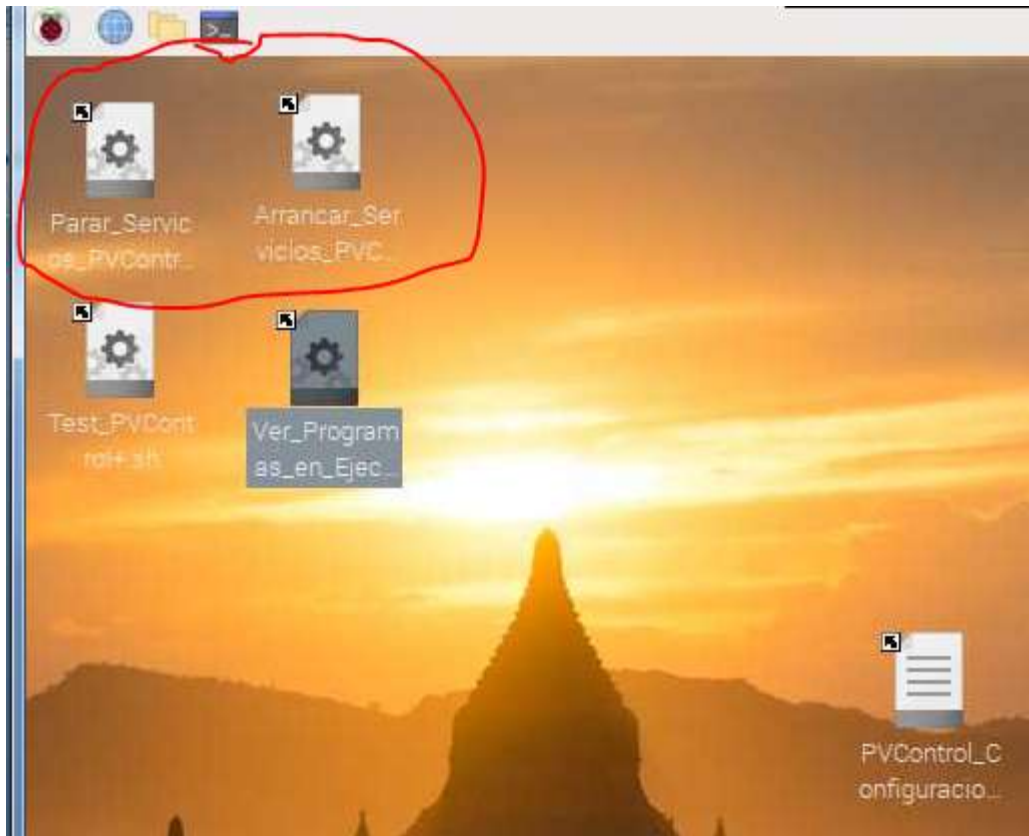 >_
Parar_Servic
os_PVContr...
Arrancar_Ser
vicios_PVC...
Test_PVCont
rol+.sh
Ver_Program
as_en_Ejec...
PVControl_C
onfiguracio...